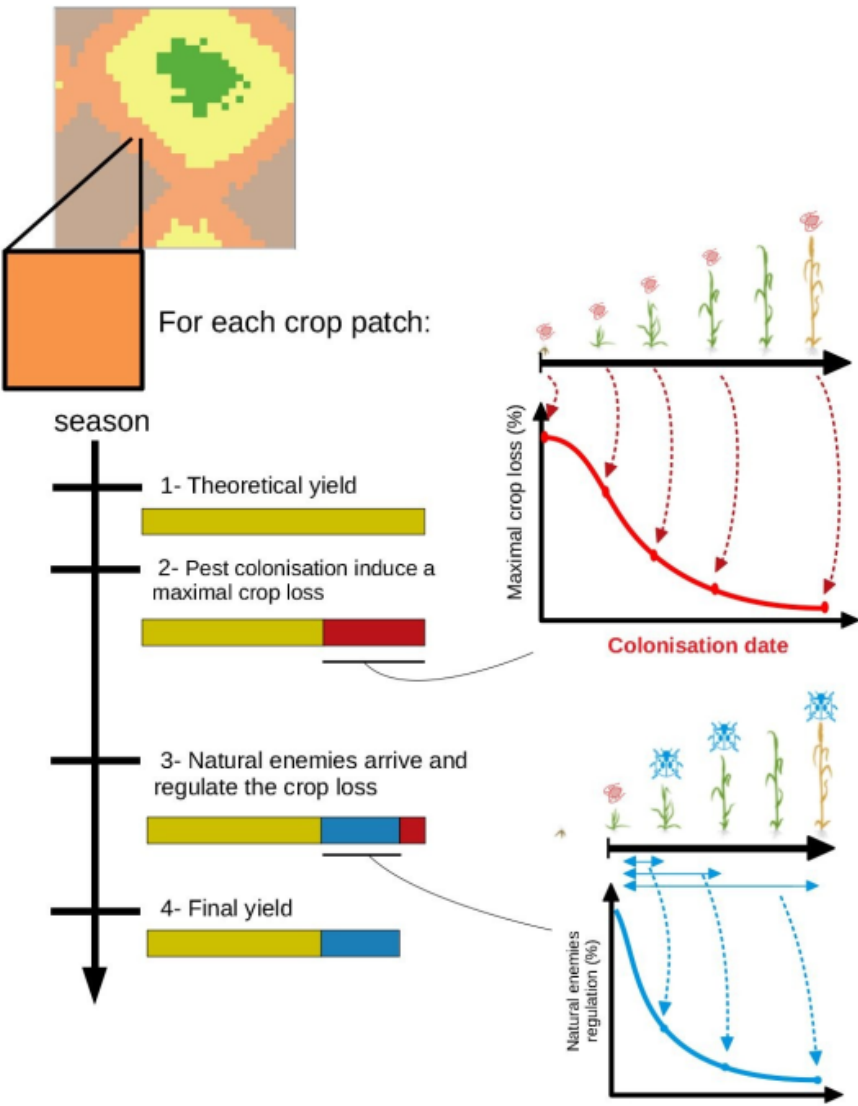 For each crop patch:
season
1- Theoretical yield
2- Pest colonisation induce a
maximal crop loss
3- Natural enemies arrive and
regulate the crop loss
4- Final yield
Maximal crop loss (%)
Colonisation date
Natural enemies
regulation (%)